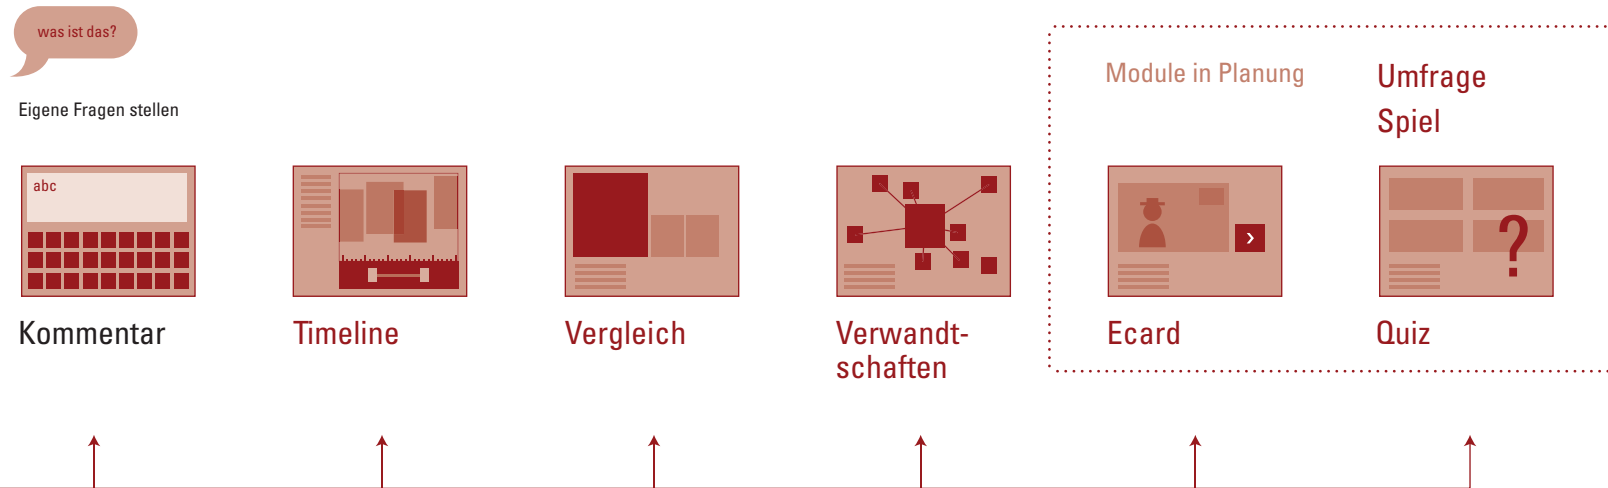 was ist das?
Eigene Fragen stellen
Module in Planung
Umfrage
Spiel
abc
?
Kommentar
Timeline
Vergleich
Verwandt-
schaften
Ecard
Quiz